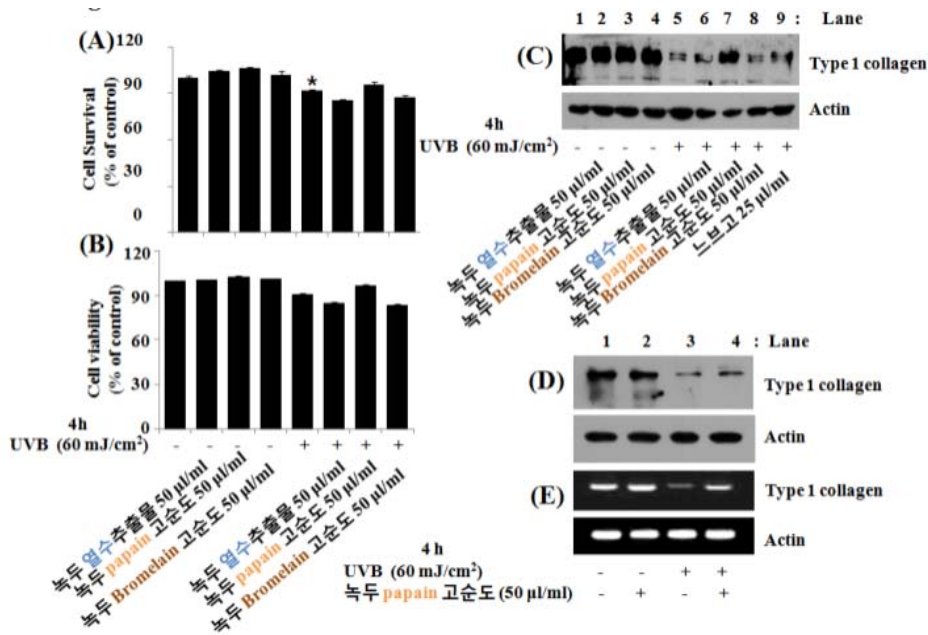 (A)
120
90
60
30
0
Cell Survival
(% of control)
*
(B)
120
90
60
30
0
Cell viability
(% of control)
4h
UVB (60 mJ/cm²)
- - - - + + + +
녹두 열수 추출물 50 μl/ml
녹두 papain 고순도 50 μl/ml
녹두 Bromelain 고순도 50 μl/ml
녹두 열수 추출물 50 μl/ml
녹두 papain 고순도 50 μl/ml
녹두 Bromelain 고순도 50 μl/ml
1 2 3 4 5 6 7 8 9 : Lane
(C)
Type 1 collagen
Actin
4h
UVB (60 mJ/cm²)
- - - - + + + + +
녹두 열수 추출물 50 μl/ml
녹두 papain 고순도 50 μl/ml
녹두 Bromelain 고순도 50 μl/ml
녹두 열수 추출물 50 μl/ml
녹두 papain 고순도 50 μl/ml
녹두 Bromelain 고순도 50 μl/ml
느브고 25 μl/ml
1 2 3 4 : Lane
(D)
Type 1 collagen
Actin
(E)
Type 1 collagen
Actin
4 h
UVB (60 mJ/cm²)
- - + +
녹두 papain 고순도 (50 μl/ml)
- + - +